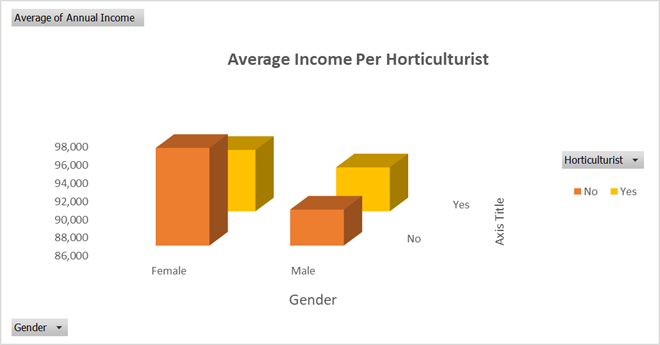 Average of Annual Income
Average Income Per Horticulturist
98,000
96,000
94,000
92,000
90,000
88,000
86,000
Female
Male
Gender
No
Yes
Axis Title
Horticulturist
No Yes
Gender